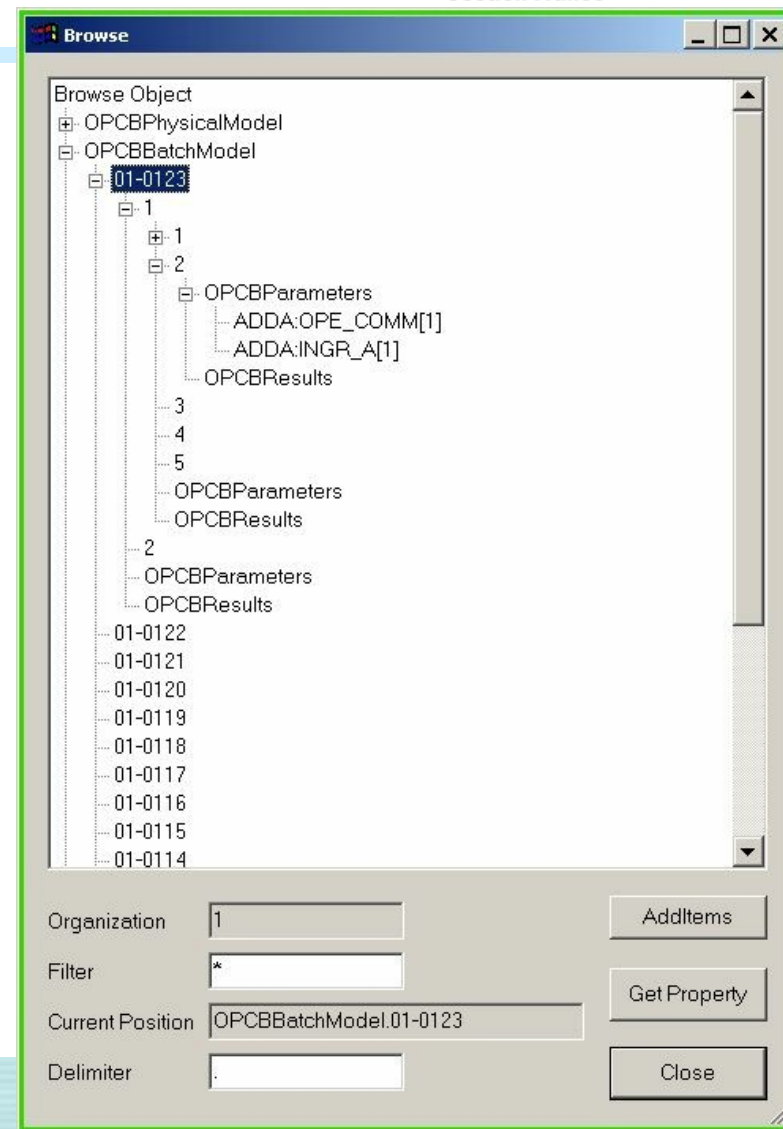 Browse
Browse Object
OPCBPhysicalModel
OPCBBatchModel
01-0123
1
1
2
OPCBParameters
ADDA:OPE_COMM[1]
ADDA:INGR_A[1]
OPCBResults
3
4
5
OPCBParameters
OPCBResults
2
OPCBParameters
OPCBResults
01-0122
01-0121
01-0120
01-0119
01-0118
01-0117
01-0116
01-0115
01-0114
Organization 1 AddItems
Filter *
Get Property
Current Position OPCBBatchModel.01-0123
Delimiter . Close